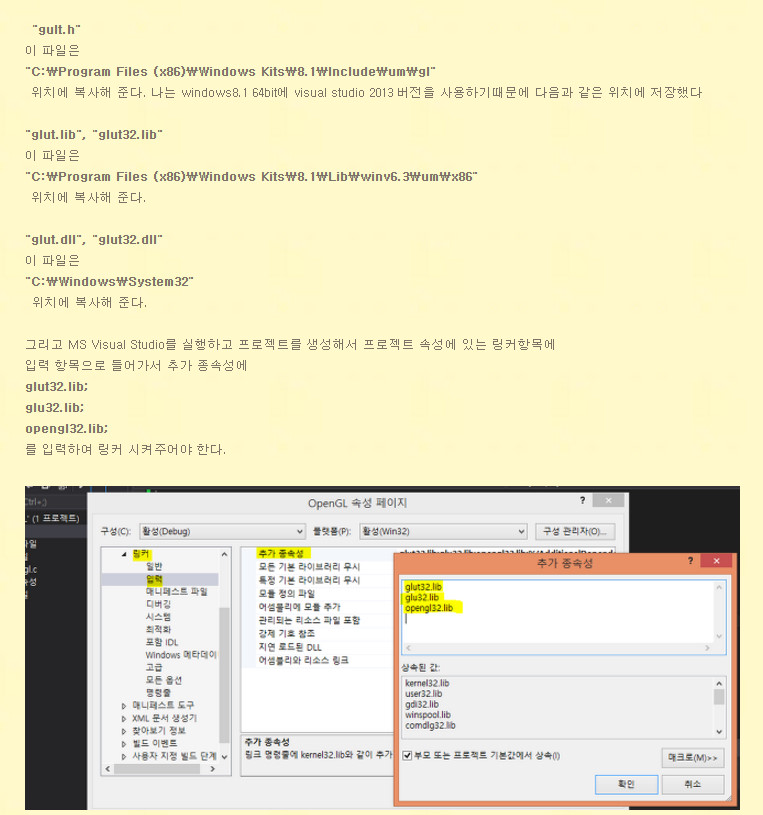 "gult.h"
이 파일은
"C:₩Program Files (x86)₩Windows Kits₩8.1₩Include₩um₩gl"
위치에 복사해 준다. 나는 windows8.1 64bit에 visual studio 2013 버전을 사용하기때문에 다음과 같은 위치에 저장했다
"glut.lib", "glut32.lib"
이 파일은
"C:₩Program Files (x86)₩Windows Kits₩8.1₩Lib₩winv6.3₩um₩x86"
위치에 복사해 준다.
"glut.dll", "glut32.dll"
이 파일은
"C:₩Windows₩System32"
위치에 복사해 준다.
그리고 MS Visual Studio를 실행하고 프로젝트를 생성해서 프로젝트 속성에 있는 링커항목에
입력 항목으로 들어가서 추가 종속성에
glut32.lib;
glu32.lib;
opengl32.lib;
를 입력하여 링커 시켜주어야 한다.
Ctrl+;)
(1 프로젝트)
OpenGL 속성 페이지
?
구성(C): 활성(Debug) 플랫폼(P): 활성(Win32) 구성 관리자(O)...
링커
일반
입력
매니페스트 파일
디버깅
시스템
최적화
포함 IDL
Windows 메타데이
고급
모든 옵션
명령줄
매니페스트 도구
XML 문서 생성기
찾아보기 정보
빌드 이벤트
사용자 지정 빌드 단계
추가 종속성
모든 기본 라이브러리 무시
특정 기본 라이브러리 무시
모듈 정의 파일
어셈블리에 모듈 추가
관리되는 리소스 파일 포함
강제 기호 참조
지연 로드된 DLL
어셈블리와 리소스 링크
추가 종속성
링크 명령줄에 kernel32.lib와 같이 추가
추가 종속성
?
glut32.lib
glu32.lib
opengl32.lib
상속된 값:
kernel32.lib
user32.lib
gdi32.lib
winspool.lib
comdlg32.lib
부모 또는 프로젝트 기본값에서 상속(I)
매크로(M)>>
확인
취소